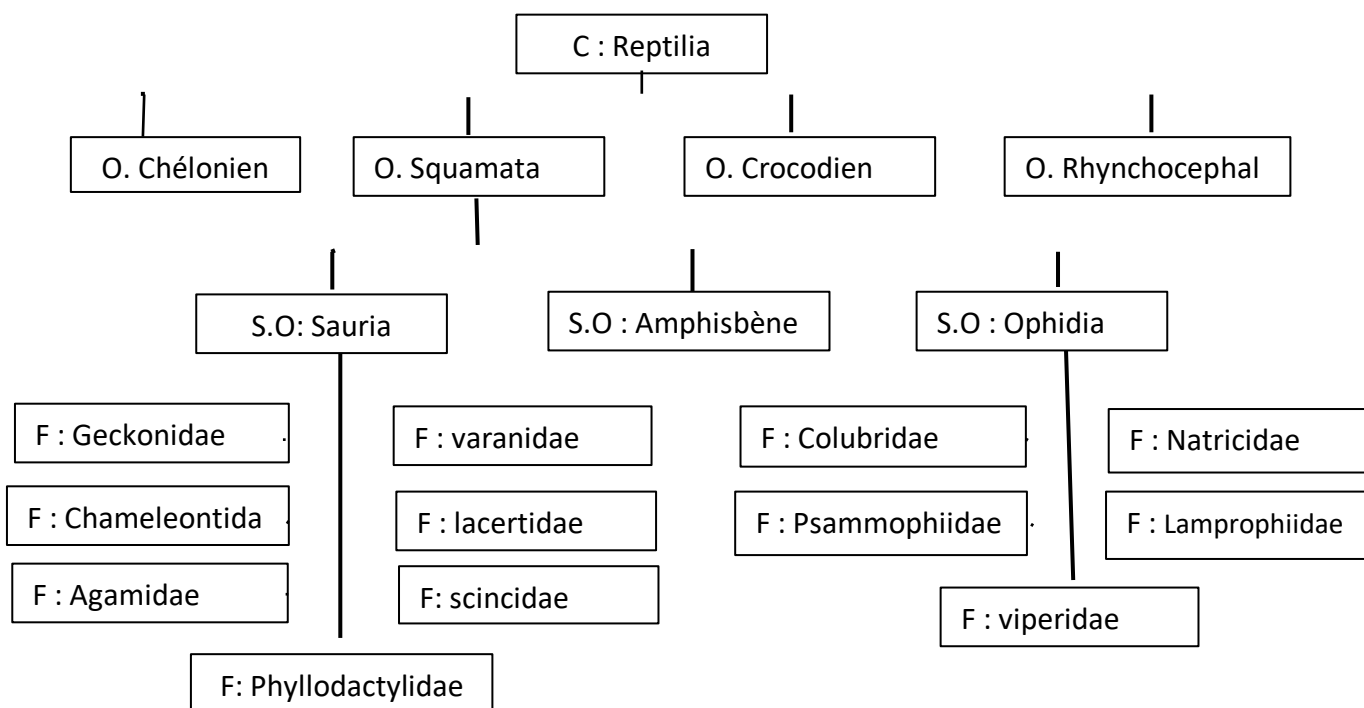 C : Reptilia
O. Chélonien
O. Squamata
O. Crocodien
O. Rhynchocephal
S.O: Sauria
S.O : Amphisbène
S.O : Ophidia
F : Geckonidae
F : varanidae
F : Colubridae
F : Natricidae
F : Chameleontida
F : lacertidae
F : Psammophiidae
F : Lamprophiidae
F : Agamidae
F: scincidae
F : viperidae
F: Phyllodactylidae